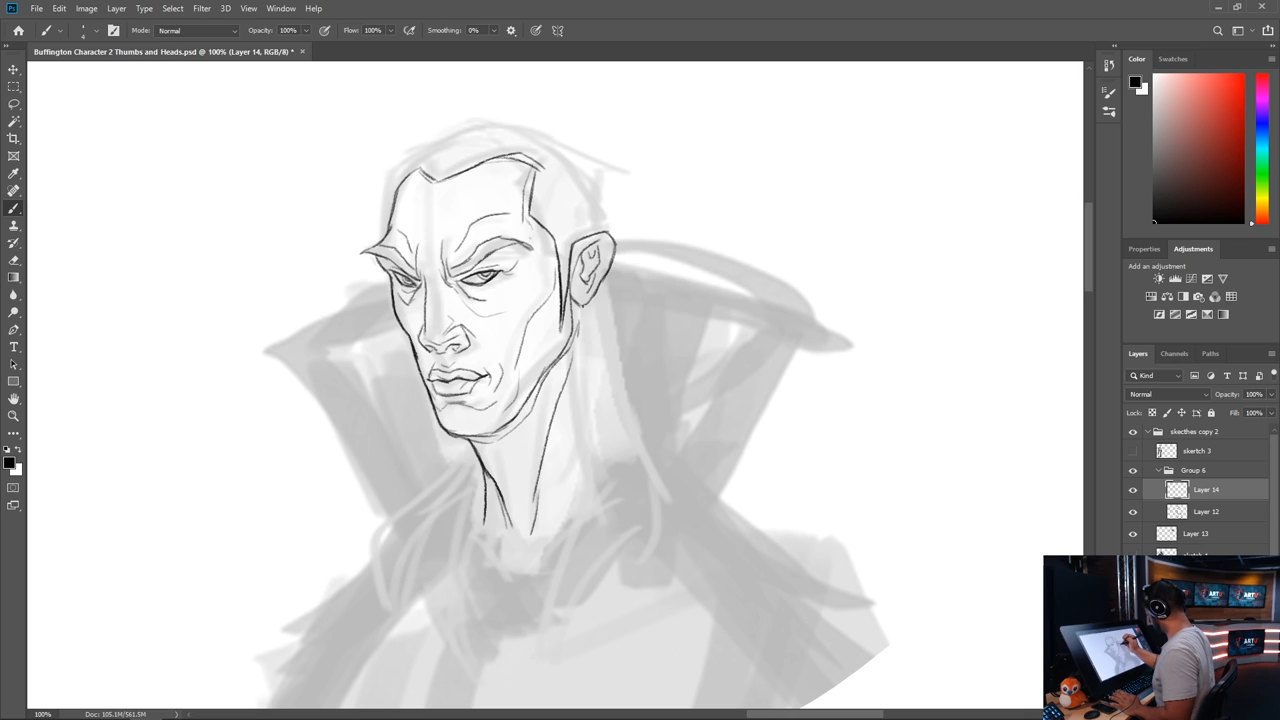 Ps File Edit Image Layer Type Select Filter 3D View Window Help
4 Mode: Normal Opacity: 100% Flow: 100% Smoothing: 0%
Buffington Character 2 Thumbs and Heads.psd @ 100% (Layer 14, RGB/8) * ×
Color Swatches
Properties Adjustments
Add an adjustment
Layers Channels Paths
Kind
Normal Opacity: 100%
Lock: Fill: 100%
skecthes copy 2
skertch 3
Group 6
Layer 14
Layer 12
Layer 13
100% Doc: 105.1M/561.5M